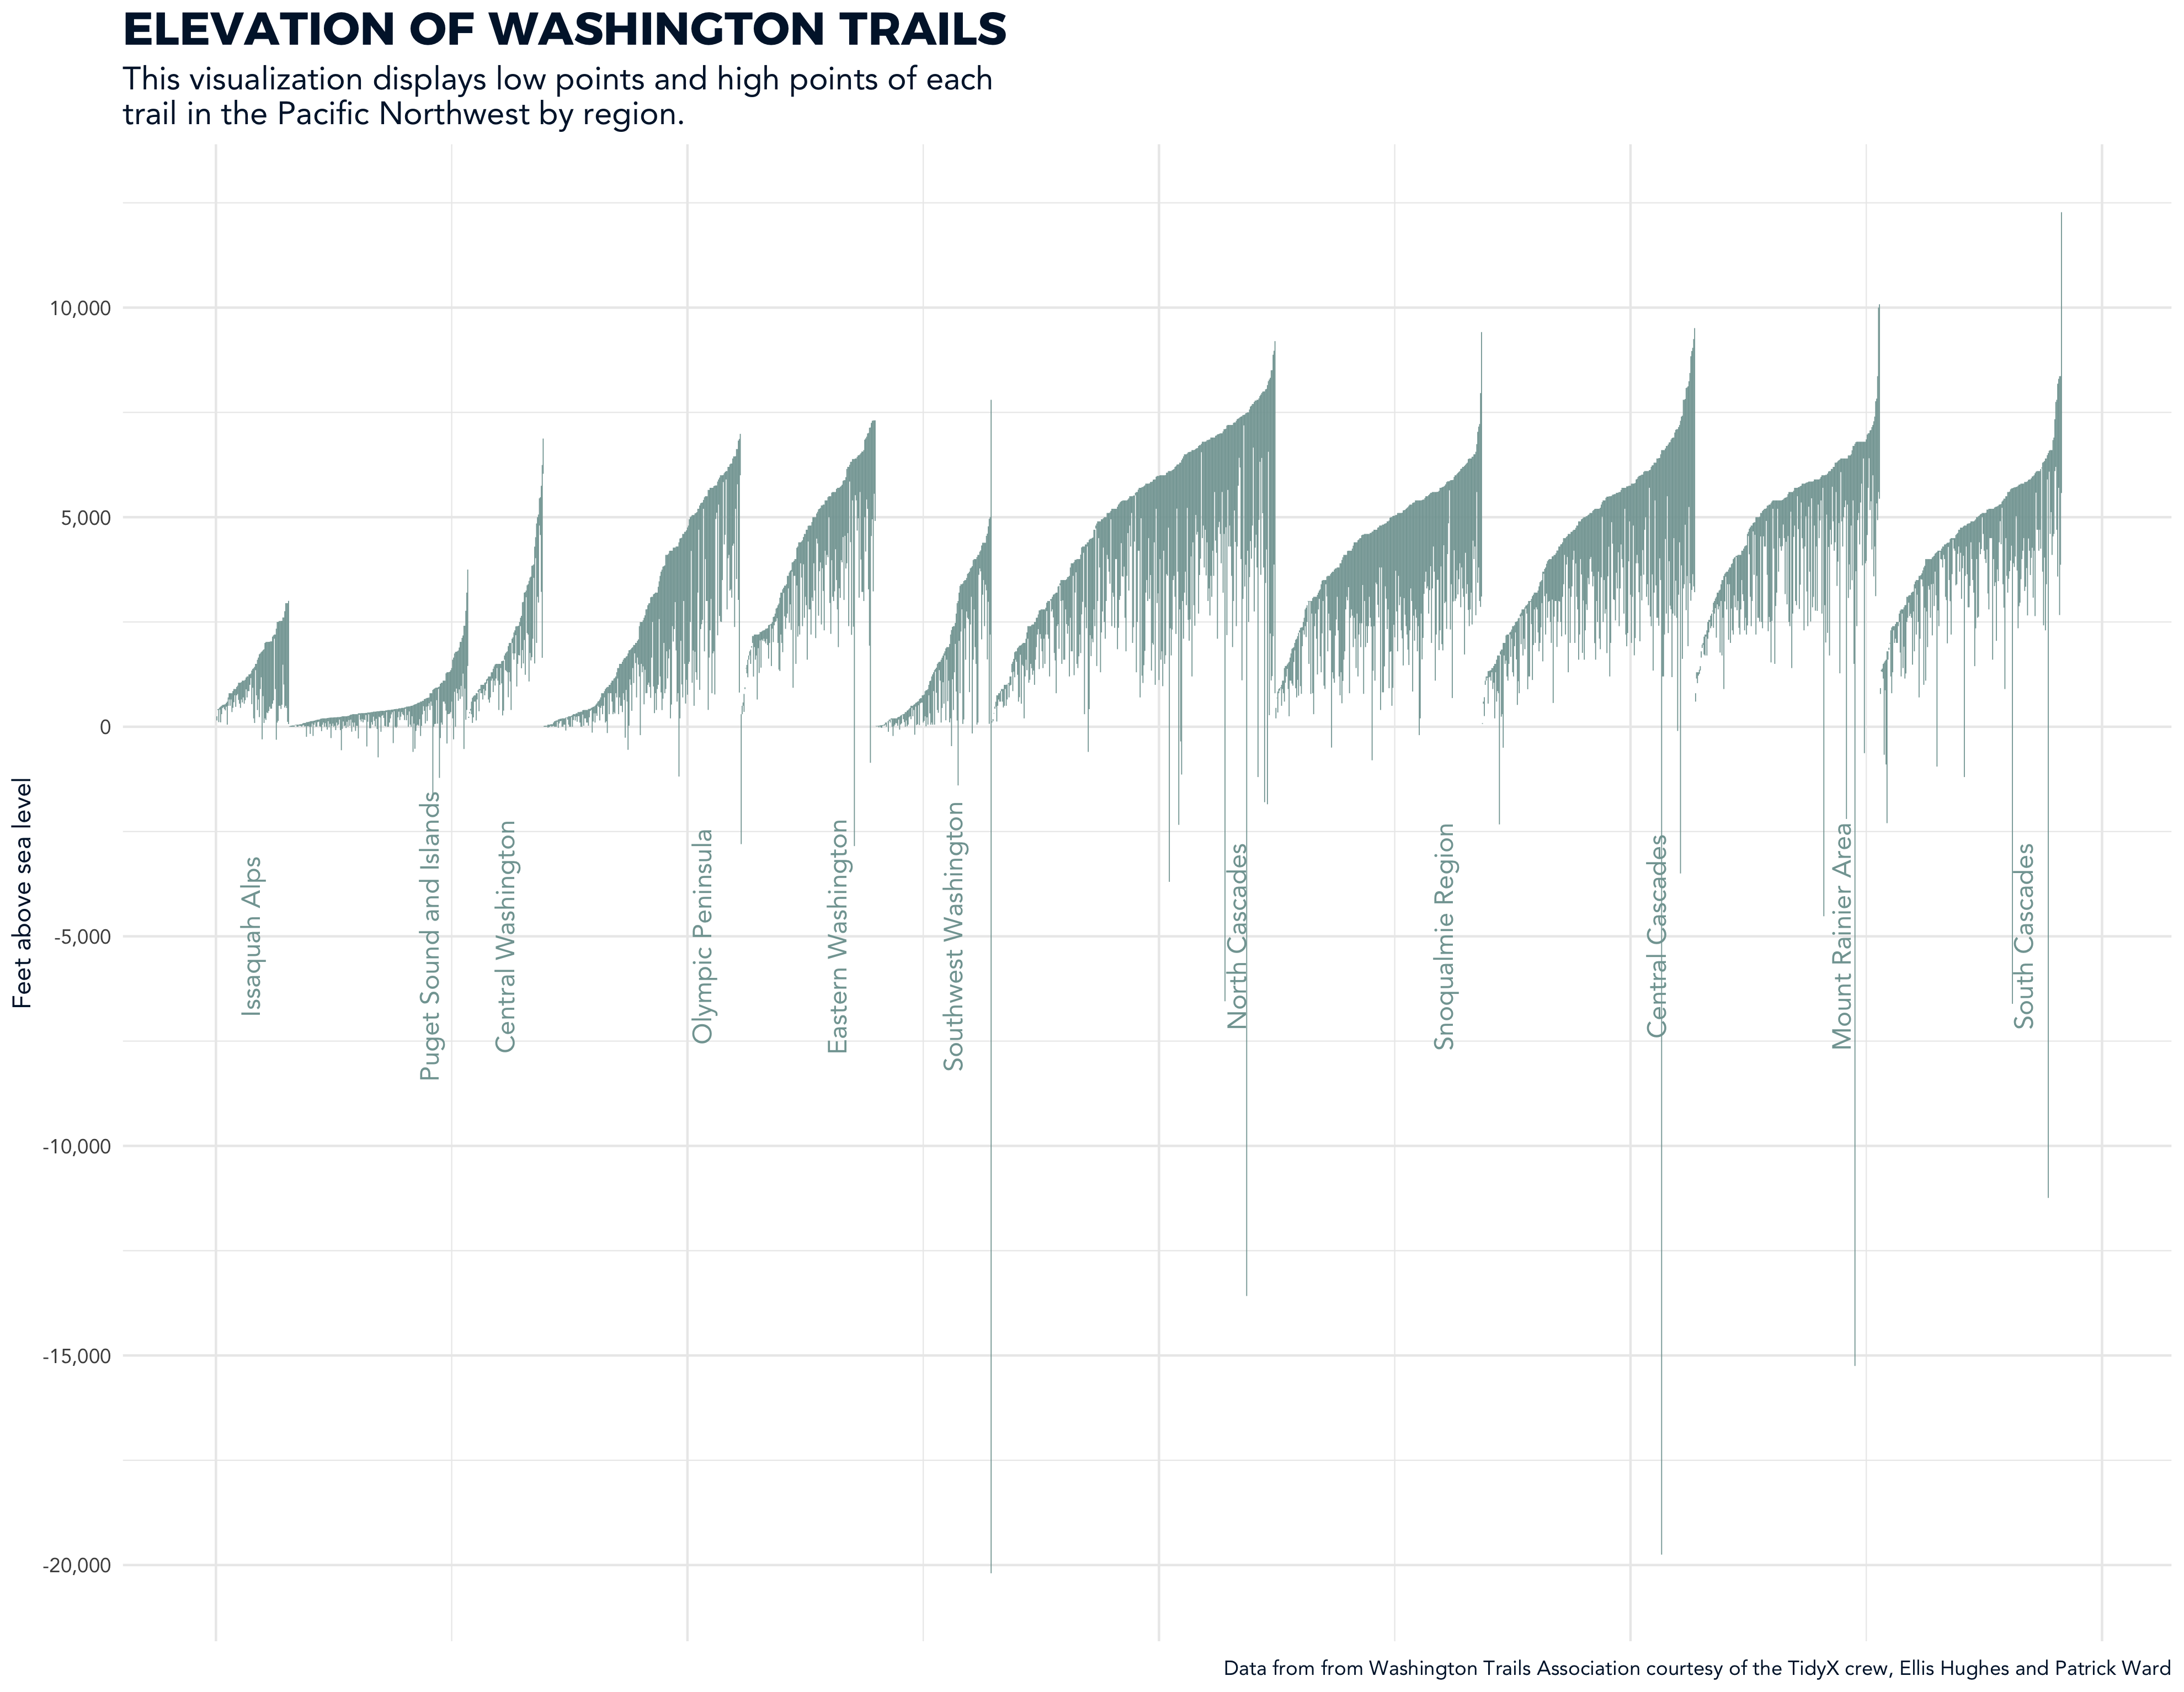 ELEVATION OF WASHINGTON TRAILS
This visualization displays low points and high points of each
trail in the Pacific Northwest by region.
Feet above sea level
10,000
5,000
0
-5,000
-10,000
-15,000
-20,000
Issaquah Alps
Puget Sound and Islands
Central Washington
Olympic Peninsula
Eastern Washington
Southwest Washington
North Cascades
Snoqualmie Region
Central Cascades
Mount Rainier Area
South Cascades
Data from from Washington Trails Association courtesy of the TidyX crew, Ellis Hughes and Patrick Ward